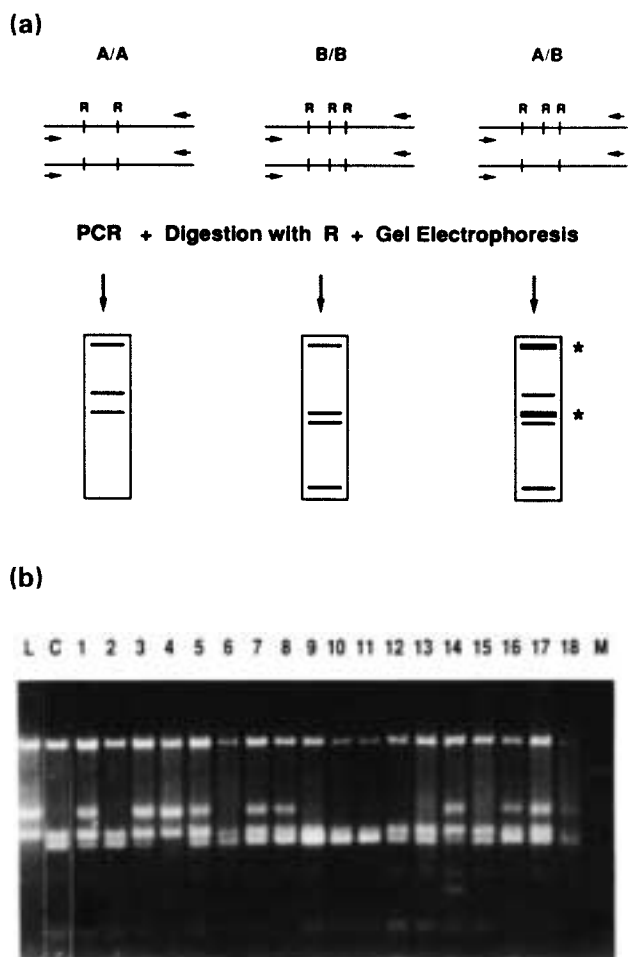 (a)
A/A B/B A/B
R R R R R R R R
PCR + Digestion with R + Gel Electrophoresis
*
*
(b)
L C 1 2 3 4 5 6 7 8 9 10 11 12 13 14 15 16 17 18 M